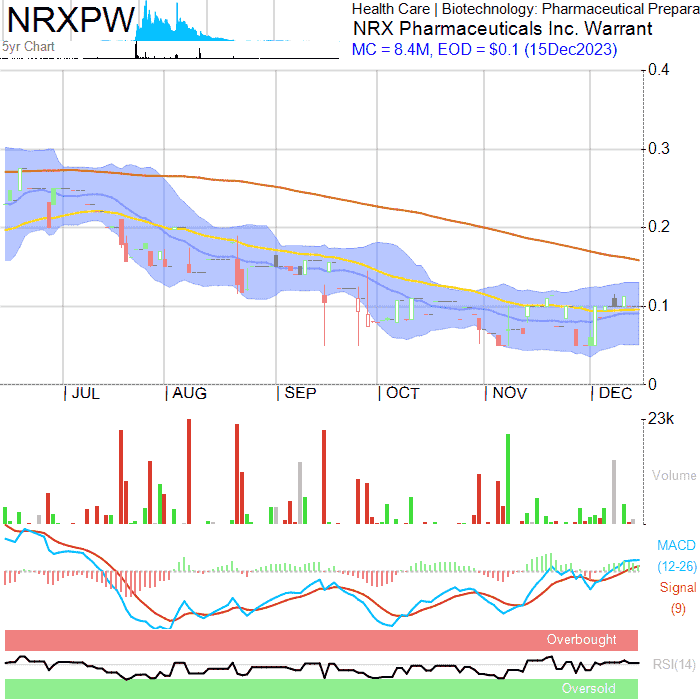 NRXPW
5yr Chart
Health Care | Biotechnology: Pharmaceutical Prepara
NRX Pharmaceuticals Inc. Warrant
MC = 8.4M, EOD = $0.1 (15Dec2023)
0.4
0.3
0.2
0.1
0
JUL AUG SEP OCT NOV DEC
23k
Volume
MACD
(12-26)
Signal
(9)
Overbought
RSI(14)
Oversold